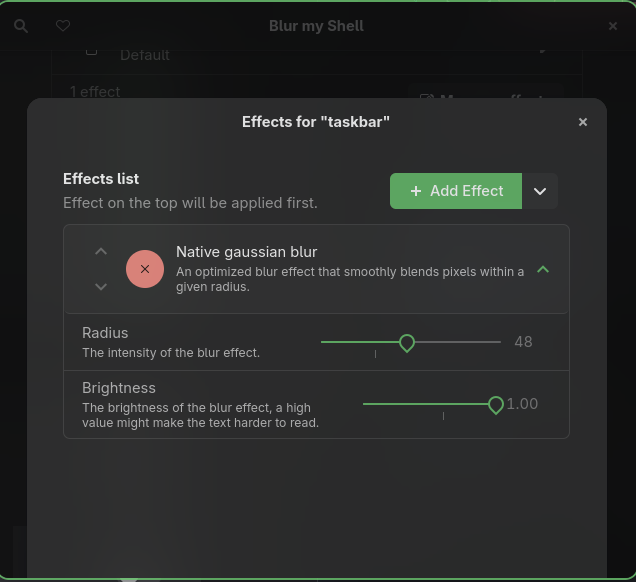 Blur my Shell
Default
1 effect
Effects for "taskbar"
Effects list
Effect on the top will be applied first.
Add Effect
Native gaussian blur
An optimized blur effect that smoothly blends pixels within a
given radius.
Radius
The intensity of the blur effect.
48
Brightness
The brightness of the blur effect, a high
value might make the text harder to read.
1.00